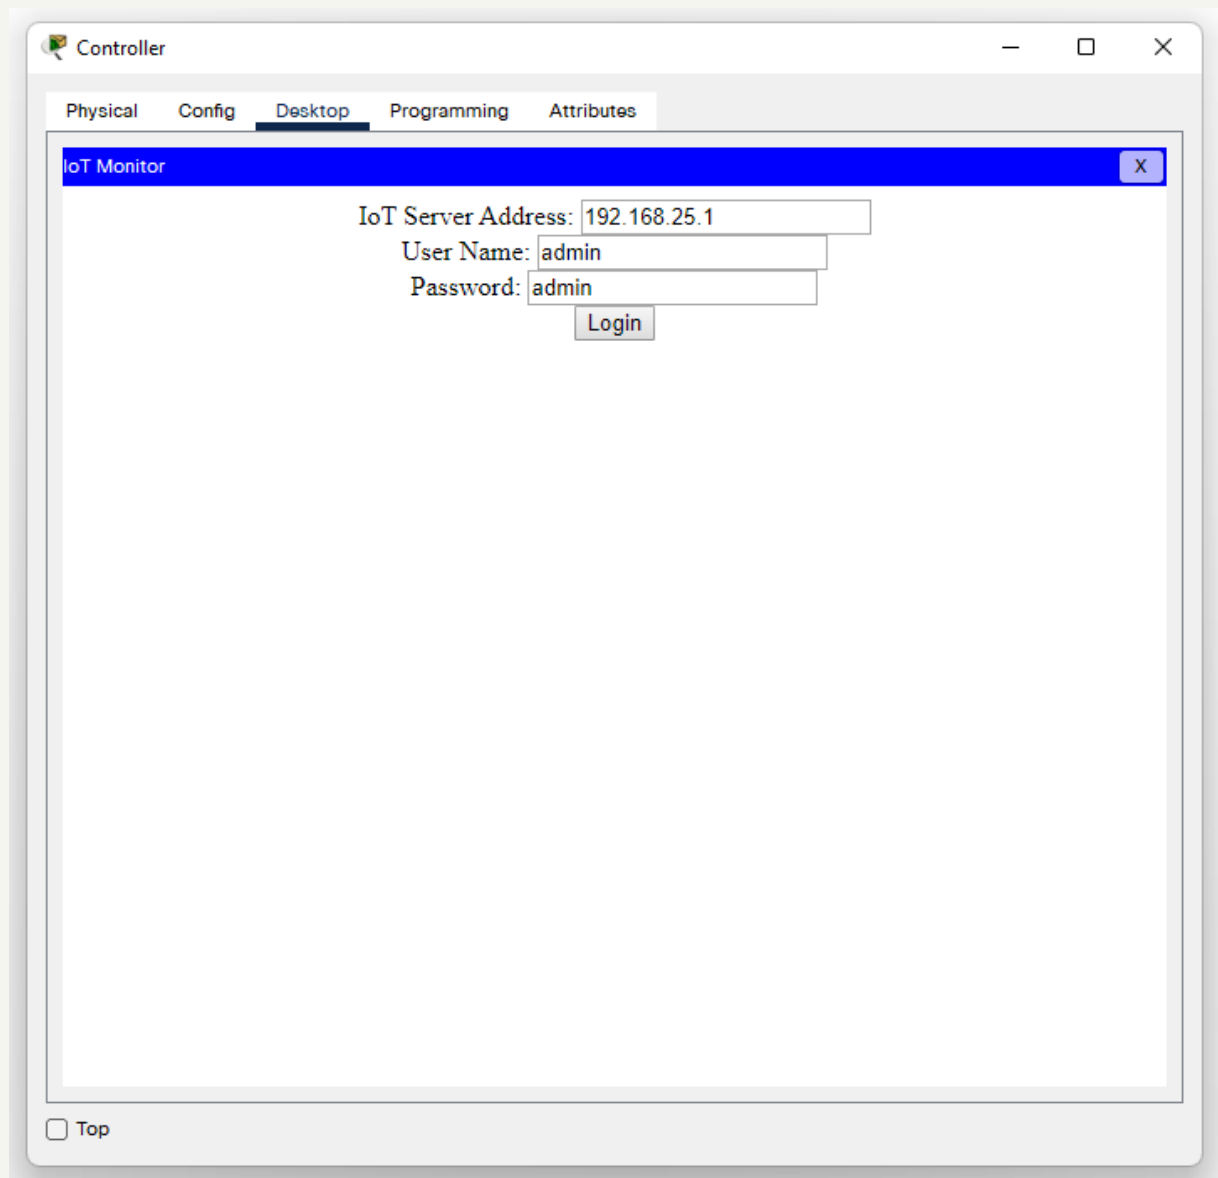 Controller
Physical Config Desktop Programming Attributes
IoT Monitor X
IoT Server Address: 192.168.25.1
User Name: admin
Password: admin
Login
Top